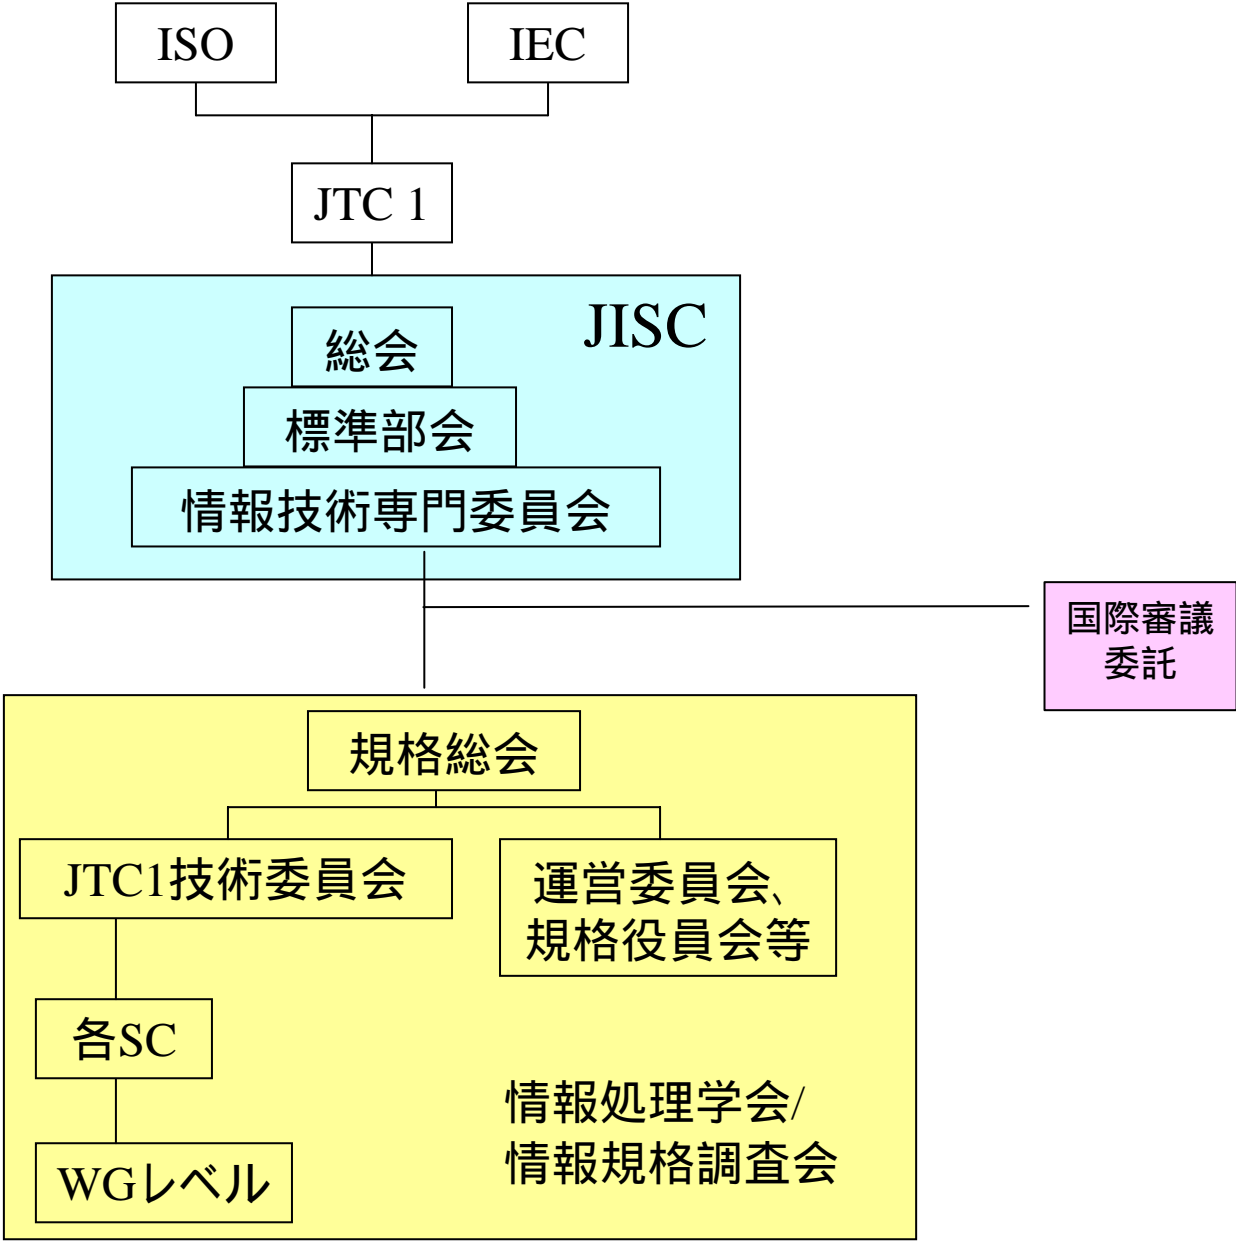 ISO
IEC
JTC 1
JISC
総会
標準部会
情報技術専門委員会
国際審議
委託
規格総会
JTC1技術委員会
運営委員会、
規格役員会等
各SC
WGレベル
情報処理学会/
情報規格調査会